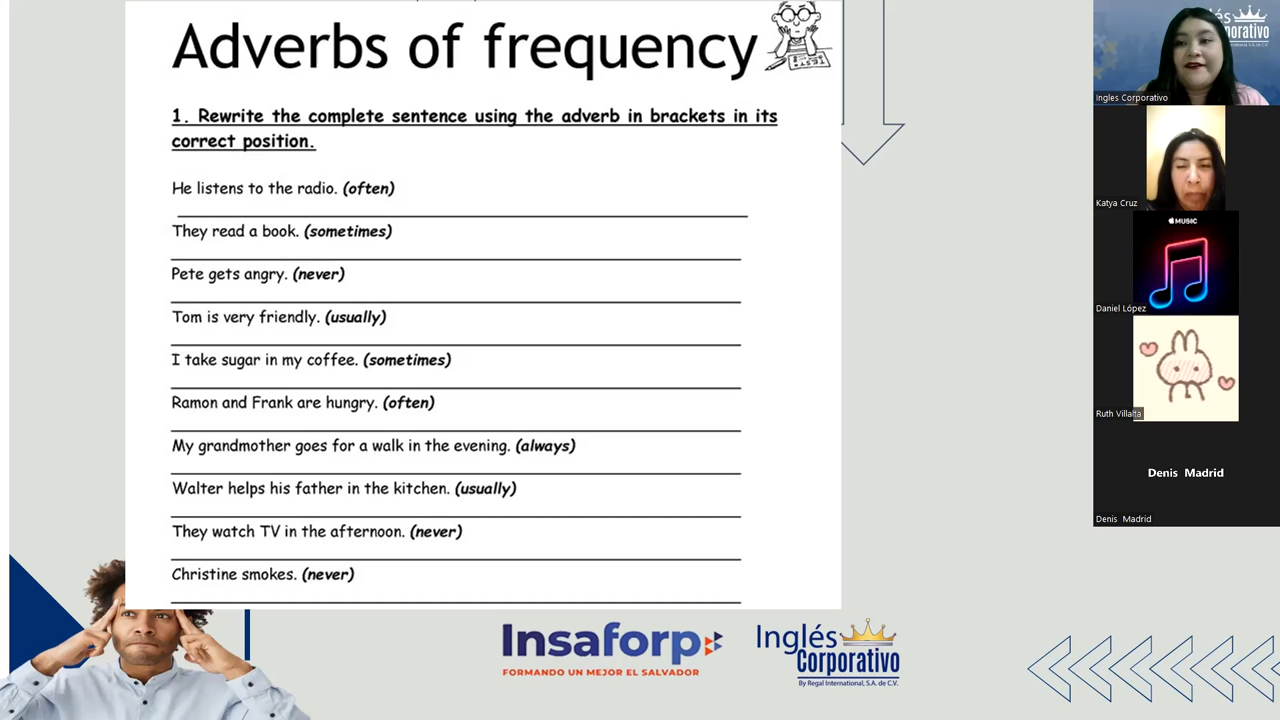 Adverbs of frequency
1. Rewrite the complete sentence using the adverb in brackets in its
correct position.
He listens to the radio. (often)
They read a book. (sometimes)
Pete gets angry. (never)
Tom is very friendly. (usually)
I take sugar in my coffee. (sometimes)
Ramon and Frank are hungry. (often)
My grandmother goes for a walk in the evening. (always)
Walter helps his father in the kitchen. (usually)
They watch TV in the afternoon. (never)
Christine smokes. (never)
Insaforp
FORMANDO UN MEJOR EL SALVADOR
Inglés
Corporativo
By Regal International, S.A. de C.V.
Inglés
Corporativo
Ingles Corporativo
Katya Cruz
MUSIC
Daniel López
Ruth Villalta
Denis Madrid
Denis Madrid